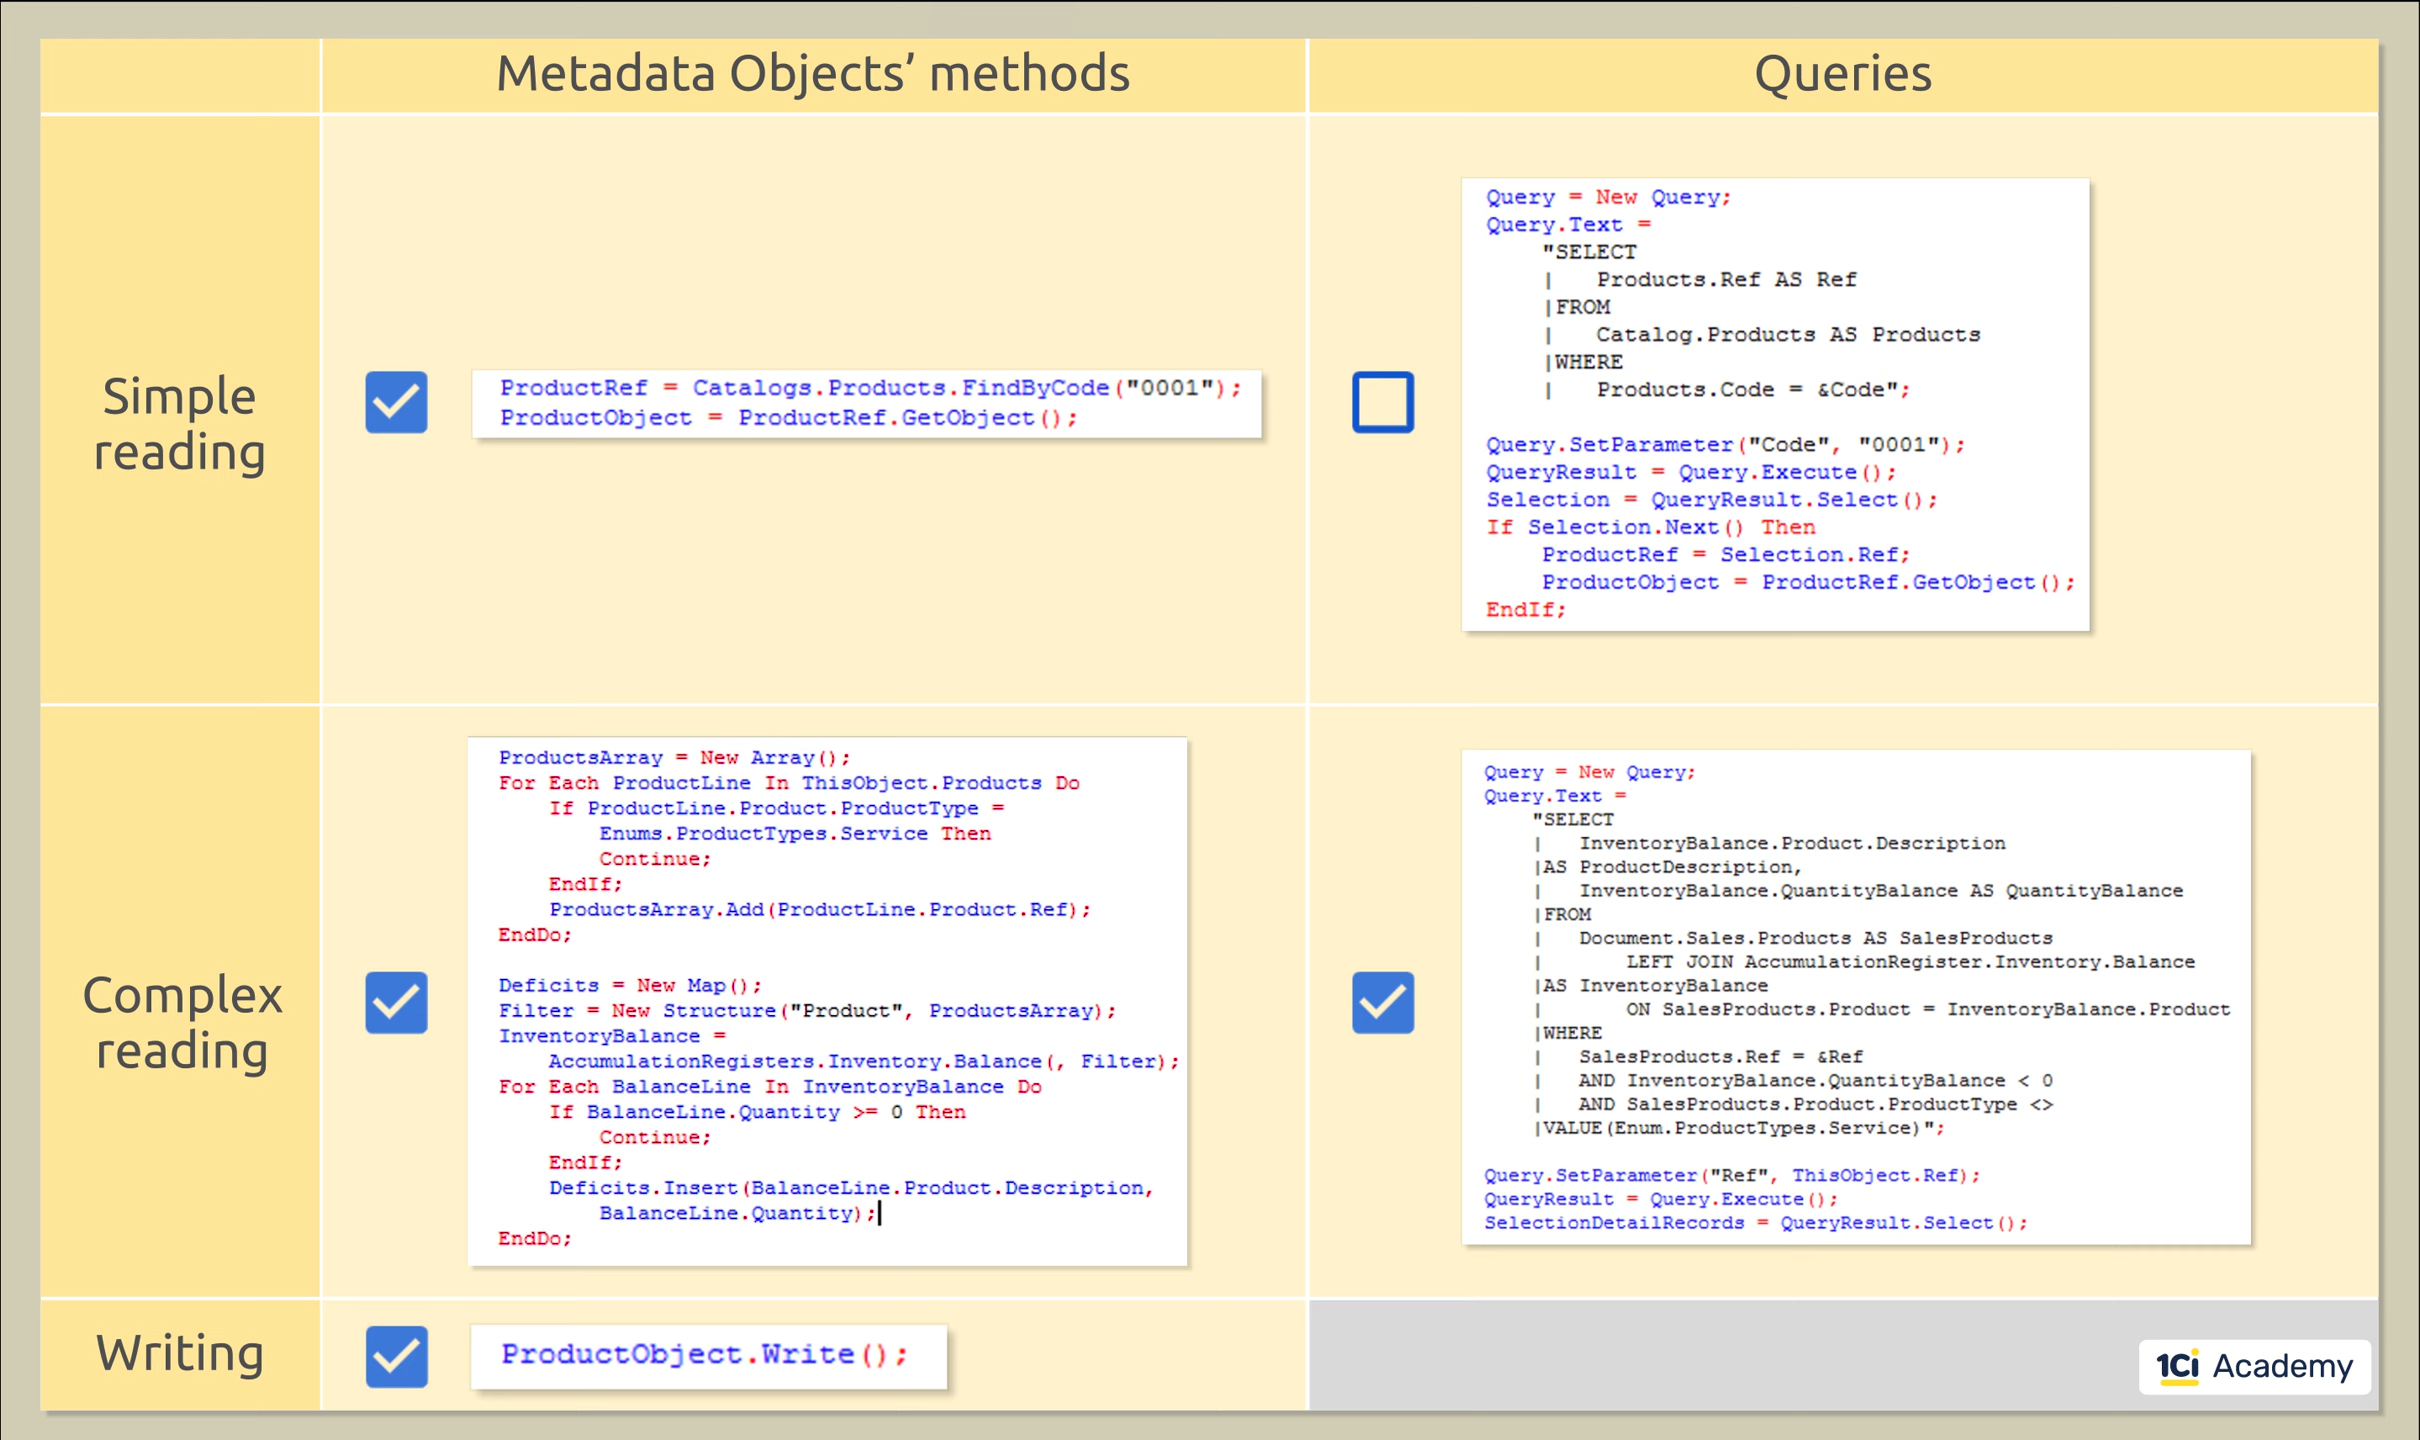 Metadata Objects’ methods
Queries
Simple
reading
ProductRef = Catalogs.Products.FindByCode("0001");
ProductObject = ProductRef.GetObject();
Query = New Query;
Query.Text =
"SELECT
|   Products.Ref AS Ref
|FROM
|   Catalog.Products AS Products
|WHERE
|   Products.Code = &Code";
Query.SetParameter("Code", "0001");
QueryResult = Query.Execute();
Selection = QueryResult.Select();
If Selection.Next() Then
ProductRef = Selection.Ref;
ProductObject = ProductRef.GetObject();
EndIf;
Complex
reading
ProductsArray = New Array();
For Each ProductLine In ThisObject.Products Do
If ProductLine.Product.ProductType =
Enums.ProductTypes.Service Then
Continue;
EndIf;
ProductsArray.Add(ProductLine.Product.Ref);
EndDo;
Deficits = New Map();
Filter = New Structure("Product", ProductsArray);
InventoryBalance =
AccumulationRegisters.Inventory.Balance(, Filter);
For Each BalanceLine In InventoryBalance Do
If BalanceLine.Quantity >= 0 Then
Continue;
EndIf;
Deficits.Insert(BalanceLine.Product.Description,
BalanceLine.Quantity);
EndDo;
Query = New Query;
Query.Text =
"SELECT
|   InventoryBalance.Product.Description
|AS ProductDescription,
|   InventoryBalance.QuantityBalance AS QuantityBalance
|FROM
|   Document.Sales.Products AS SalesProducts
|       LEFT JOIN AccumulationRegister.Inventory.Balance
|AS InventoryBalance
|       ON SalesProducts.Product = InventoryBalance.Product
|WHERE
|   SalesProducts.Ref = &Ref
|   AND InventoryBalance.QuantityBalance < 0
|   AND SalesProducts.Product.ProductType <>
|VALUE(Enum.ProductTypes.Service)";
Query.SetParameter("Ref", ThisObject.Ref);
QueryResult = Query.Execute();
SelectionDetailRecords = QueryResult.Select();
Writing
ProductObject.Write();
1Ci Academy